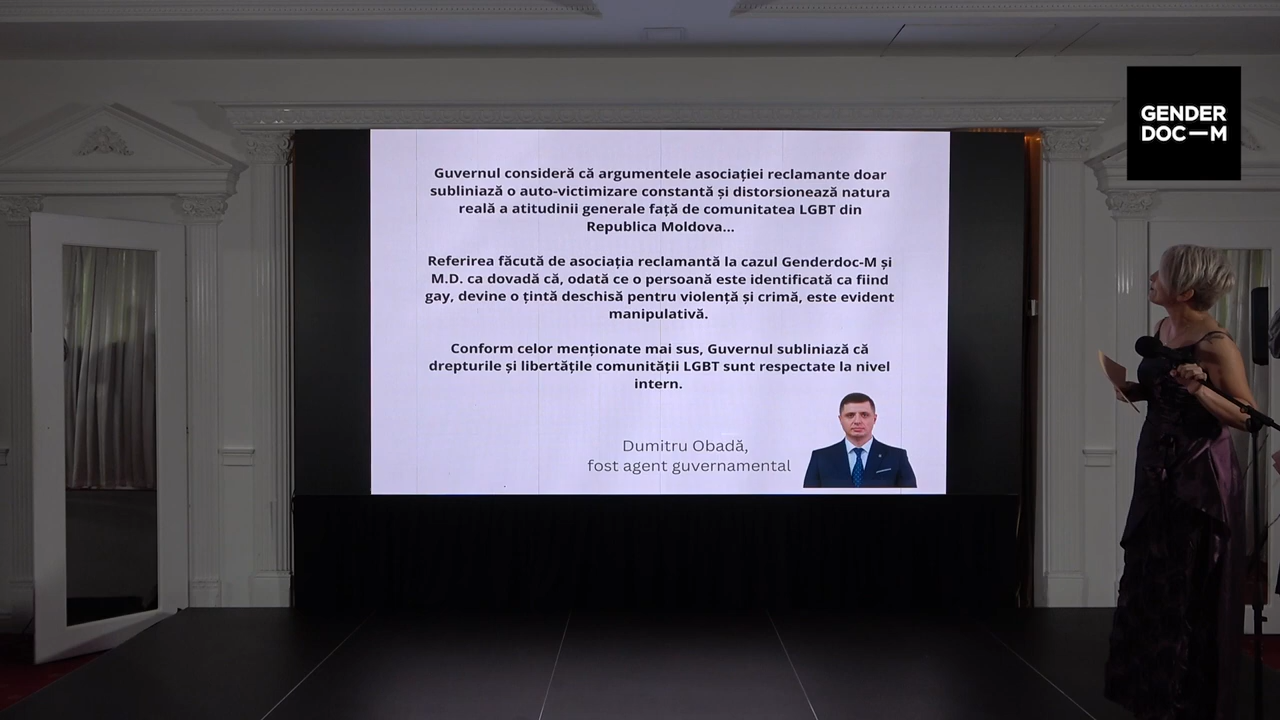 GENDER
DOC—M
Guvernul consideră că argumentele asociației reclamante doar
subliniază o auto-victimizare constantă și distorsionează natura
reală a atitudinii generale față de comunitatea LGBT din
Republica Moldova...
Referirea făcută de asociația reclamantă la cazul Genderdoc-M și
M.D. ca dovadă că, odată ce o persoană este identificată ca fiind
gay, devine o țintă deschisă pentru violență și crimă, este evident
manipulativă.
Conform celor menționate mai sus, Guvernul subliniază că
drepturile și libertățile comunității LGBT sunt respectate la nivel
intern.
Dumitru Obadă,
fost agent guvernamental